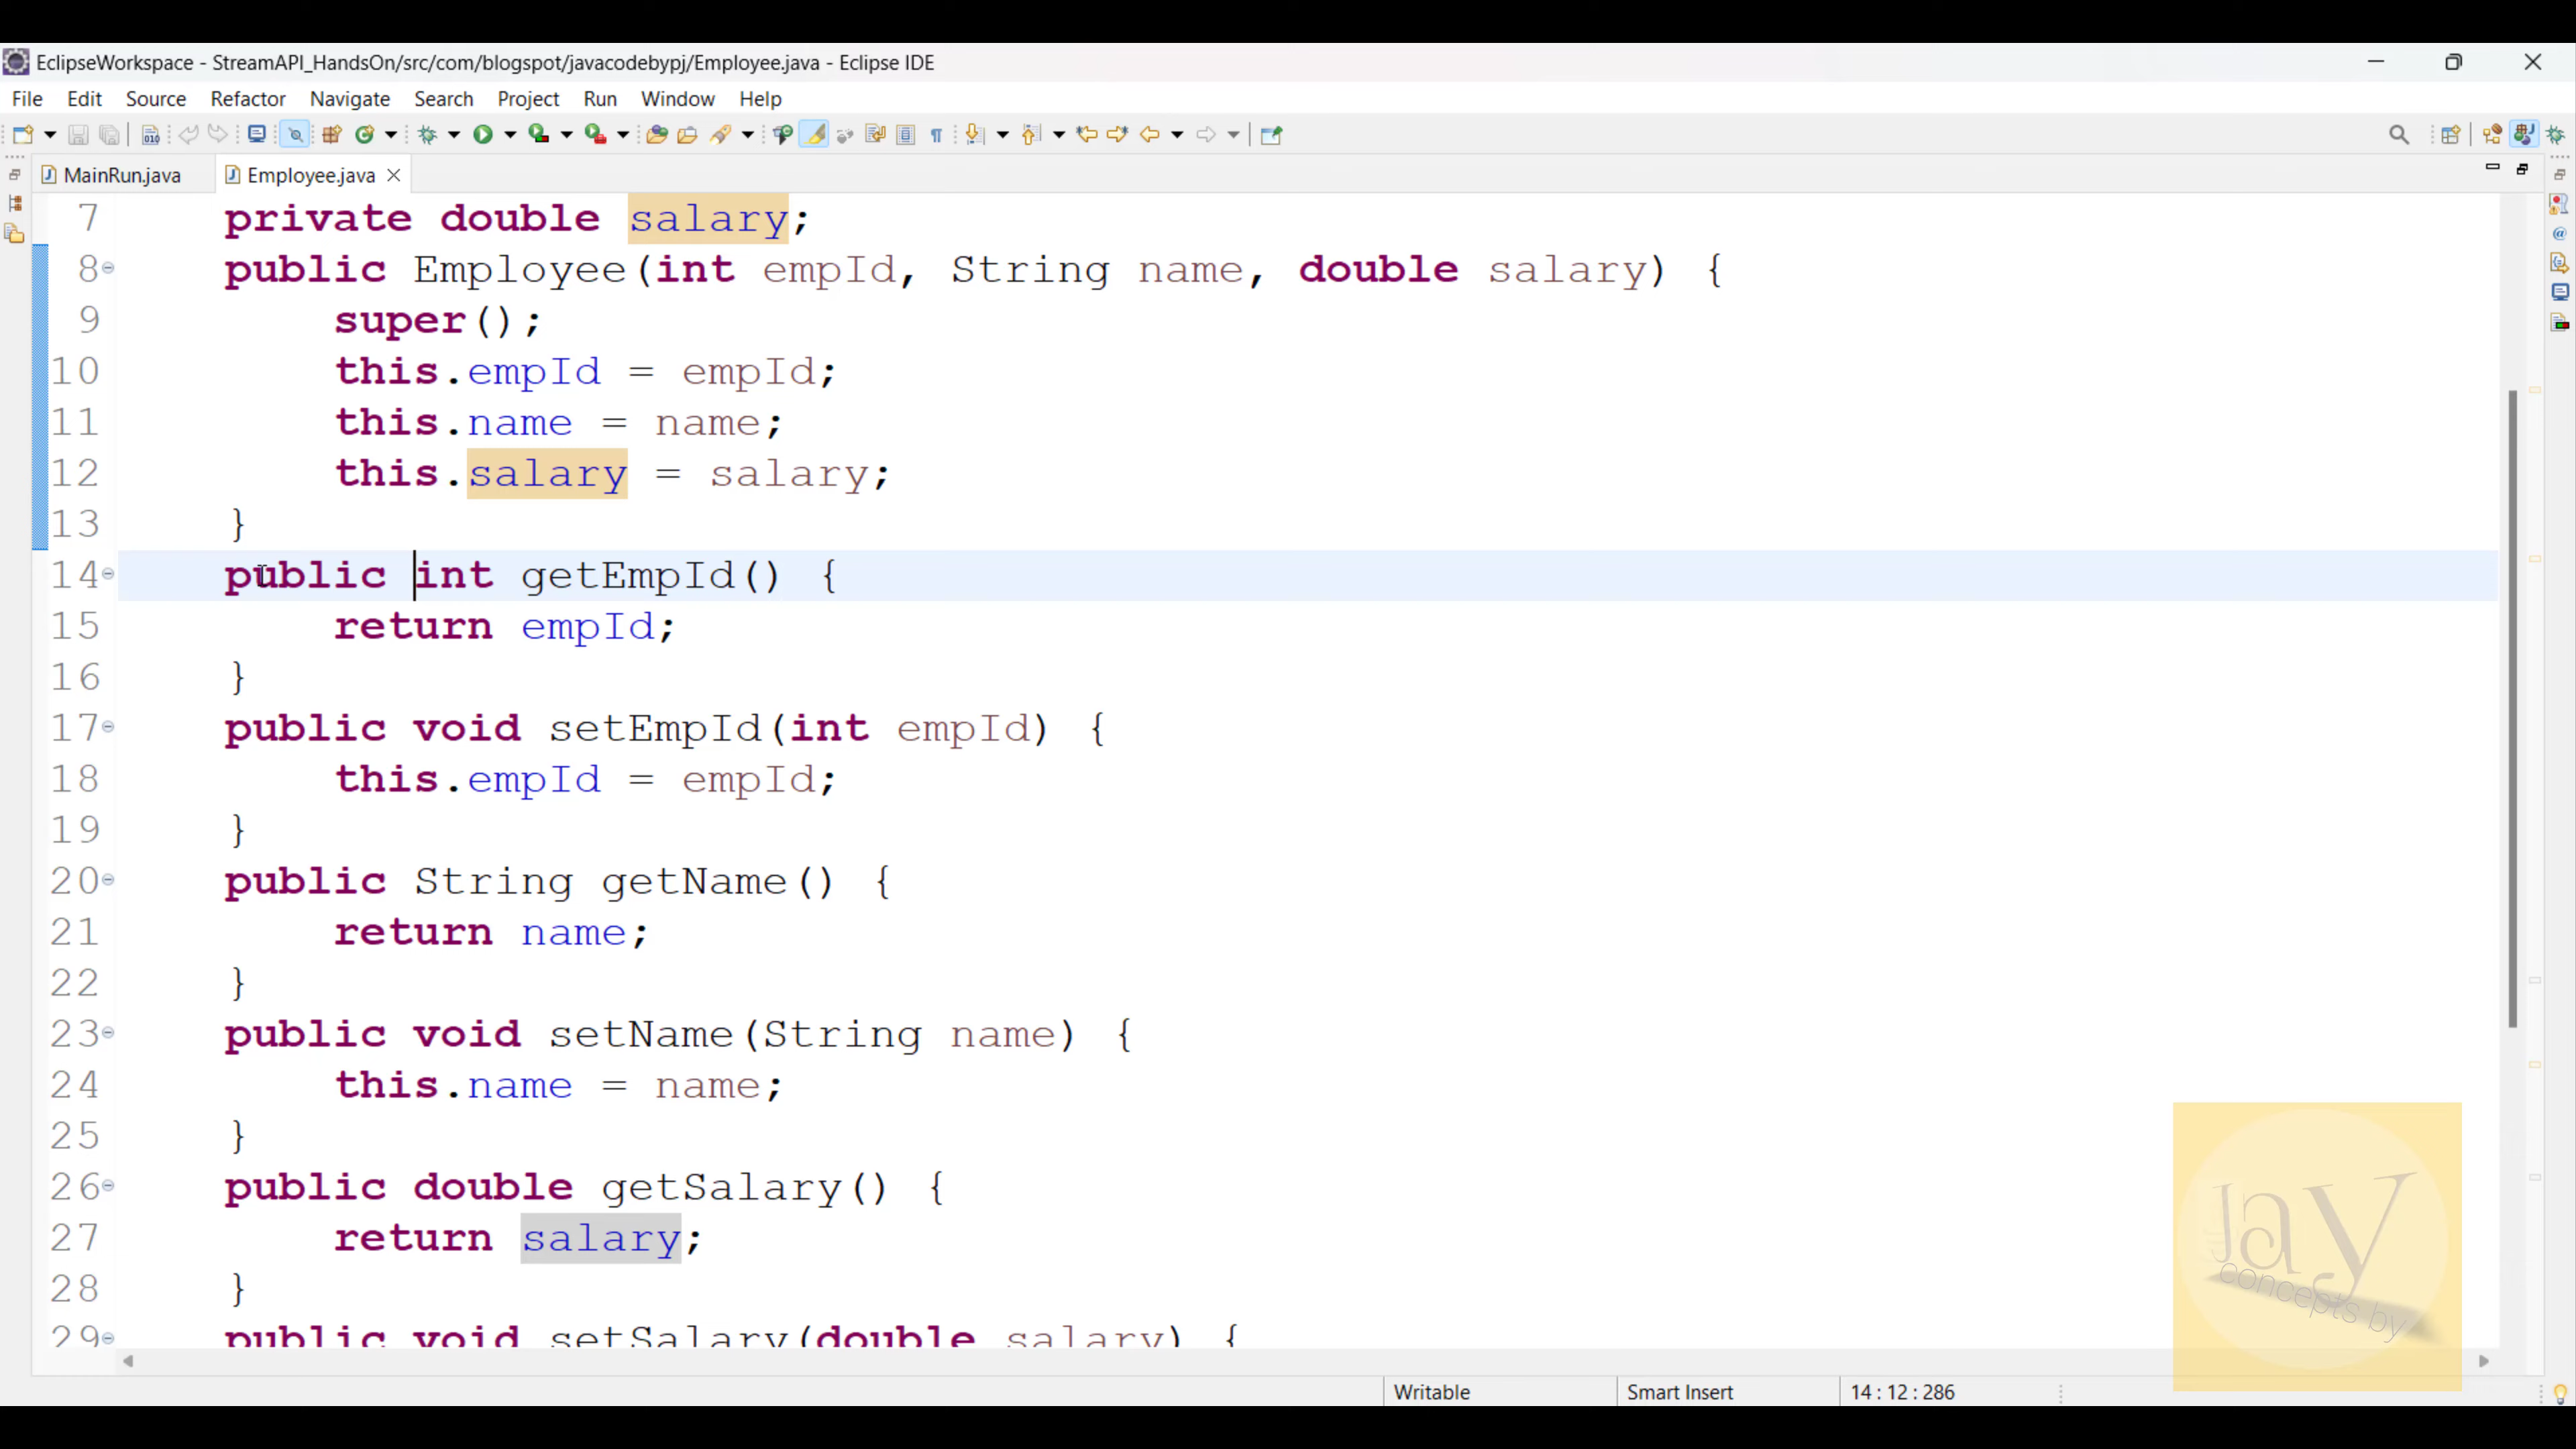 EclipseWorkspace - StreamAPI_HandsOn/src/com/blogspot/javacodebypj/Employee.java - Eclipse IDE
File Edit Source Refactor Navigate Search Project Run Window Help
MainRun.java Employee.java
7 private double salary;
8 public Employee(int empId, String name, double salary) {
9 super();
10 this.empId = empId;
11 this.name = name;
12 this.salary = salary;
13 }
14 public int getEmpId() {
15 return empId;
16 }
17 public void setEmpId(int empId) {
18 this.empId = empId;
19 }
20 public String getName() {
21 return name;
22 }
23 public void setName(String name) {
24 this.name = name;
25 }
26 public double getSalary() {
27 return salary;
28 }
29 public void setSalary(double salary) {
Jay
concepts by
Writable Smart Insert 14 : 12 : 286